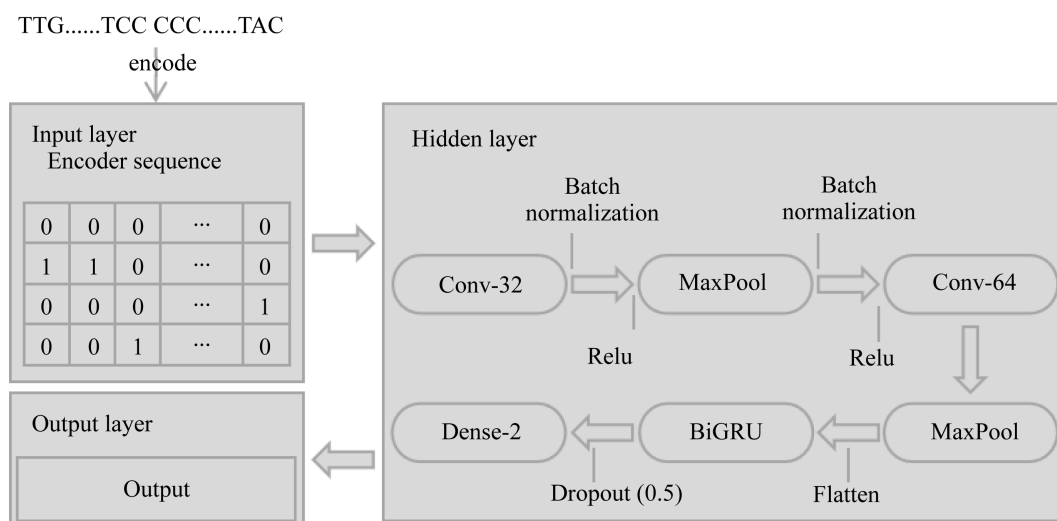 TTG......TCC CCC......TAC
encode
Input layer
Encoder sequence
0 0 0 ... 0
1 1 0 ... 0
0 0 0 ... 1
0 0 1 ... 0
Hidden layer
Batch
normalization
Batch
normalization
Conv-32
MaxPool
Conv-64
Relu
Relu
Dense-2
BiGRU
MaxPool
Dropout (0.5)
Flatten
Output layer
Output